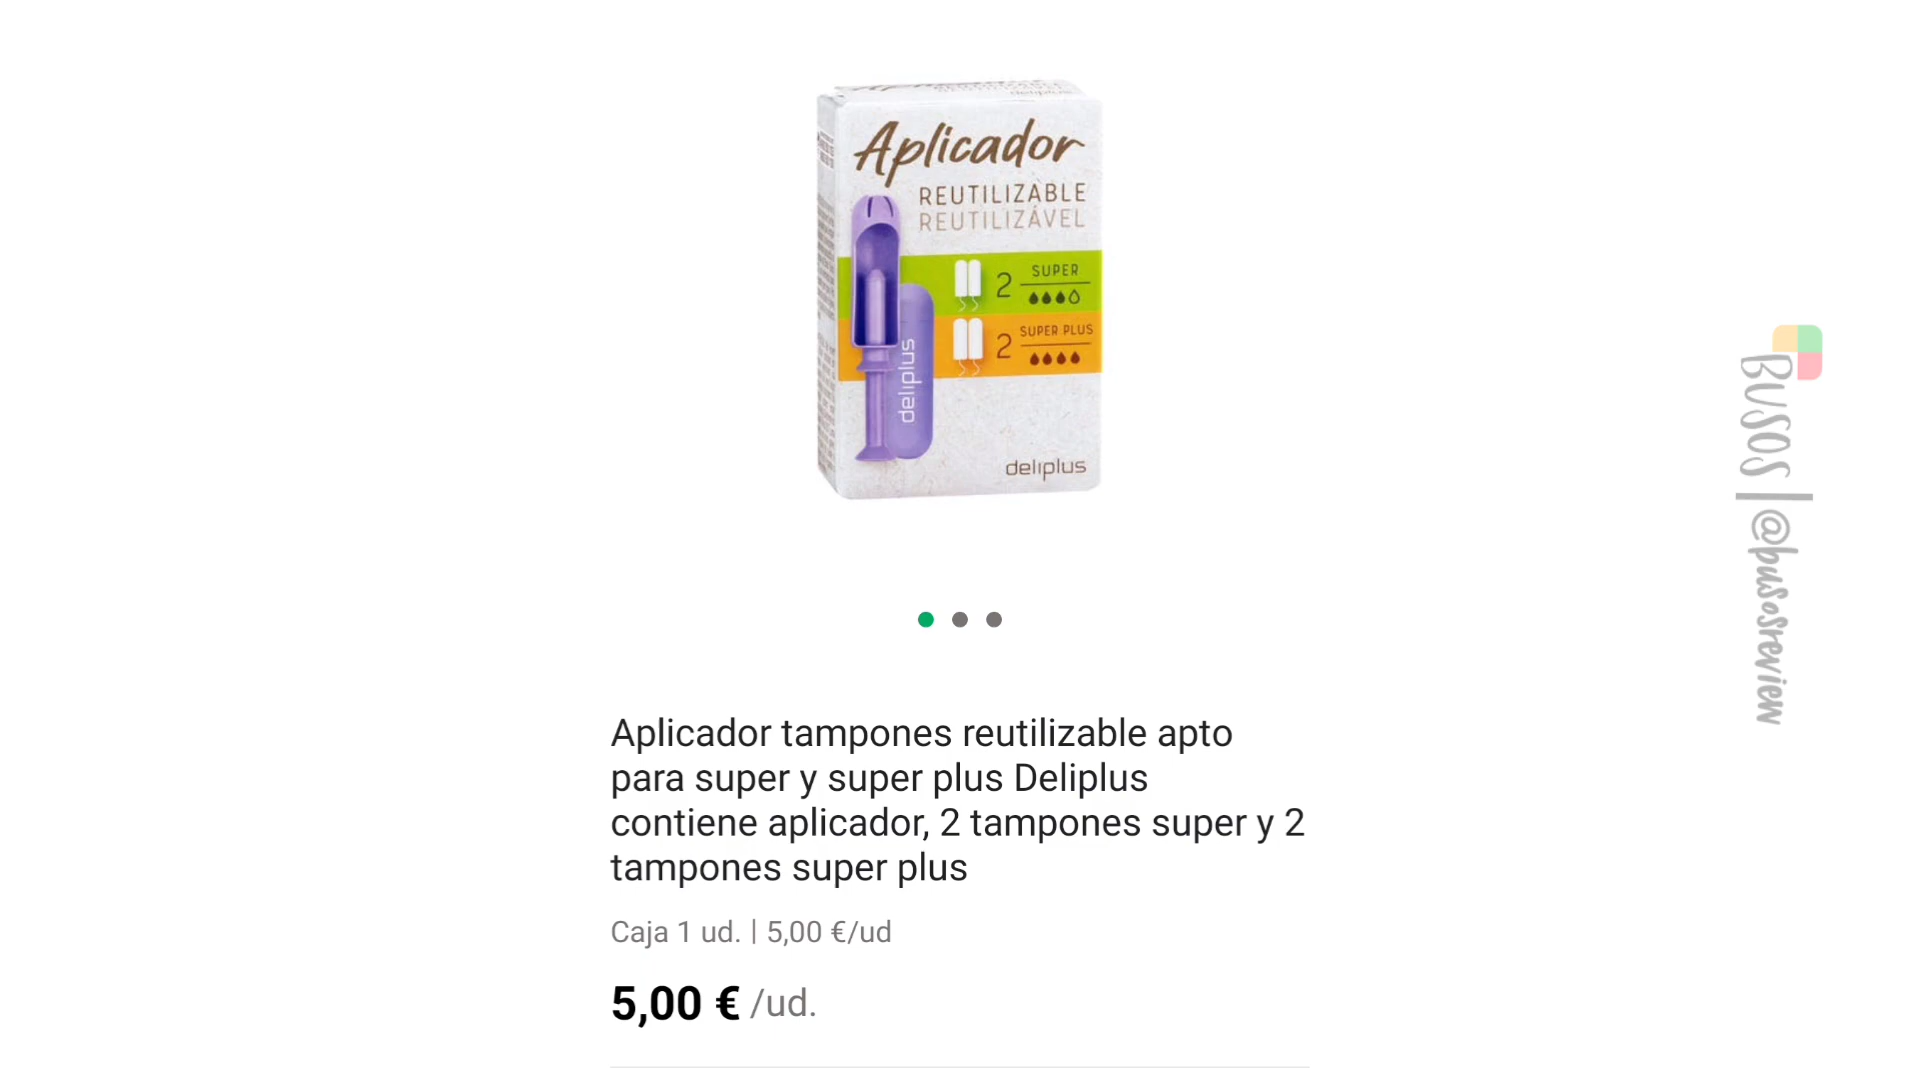 Aplicador
REUTILIZABLE
REUTILIZÁVEL
2 SUPER
2 SUPER PLUS
deliplus
deliplus
BUSOS | @busosreview
Aplicador tampones reutilizable apto
para super y super plus Deliplus
contiene aplicador, 2 tampones super y 2
tampones super plus
Caja 1 ud. | 5,00 €/ud
5,00 € /ud.